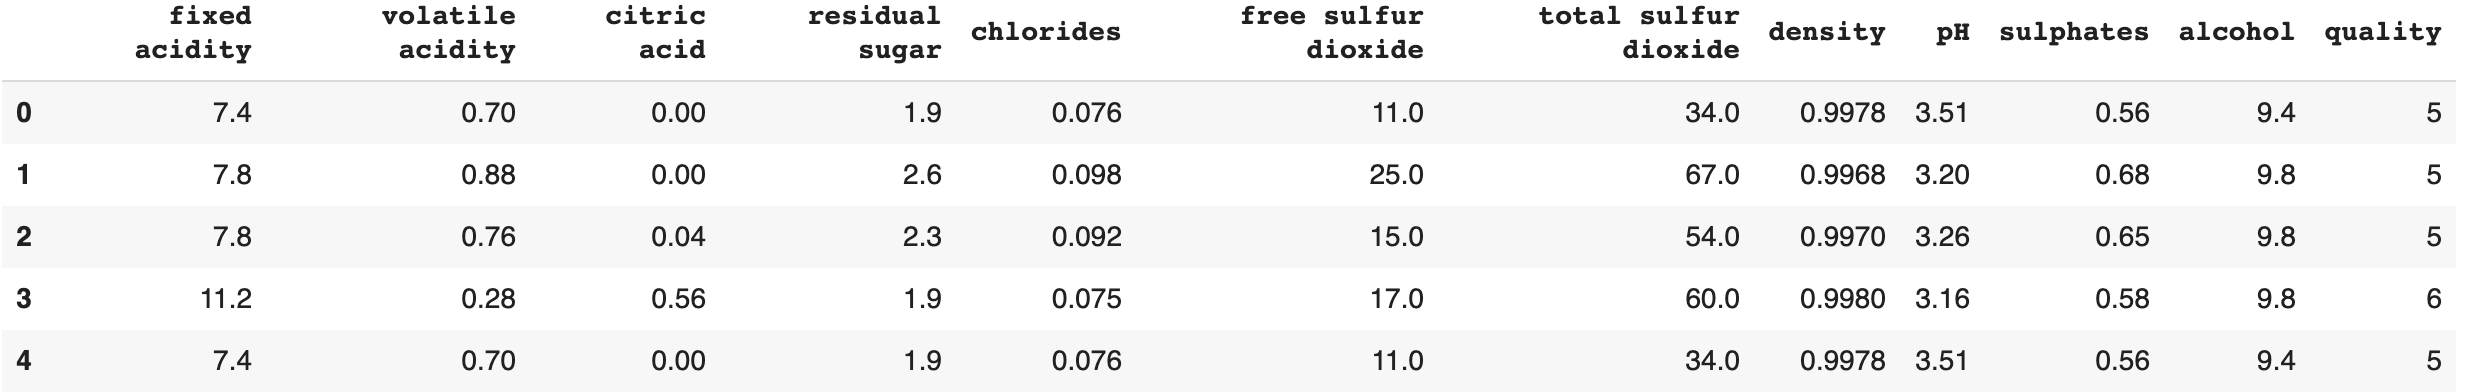 fixed acidity volatile acidity citric acid residual sugar chlorides free sulfur dioxide total sulfur dioxide density pH sulphates alcohol quality
0 7.4 0.70 0.00 1.9 0.076 11.0 34.0 0.9978 3.51 0.56 9.4 5
1 7.8 0.88 0.00 2.6 0.098 25.0 67.0 0.9968 3.20 0.68 9.8 5
2 7.8 0.76 0.04 2.3 0.092 15.0 54.0 0.9970 3.26 0.65 9.8 5
3 11.2 0.28 0.56 1.9 0.075 17.0 60.0 0.9980 3.16 0.58 9.8 6
4 7.4 0.70 0.00 1.9 0.076 11.0 34.0 0.9978 3.51 0.56 9.4 5